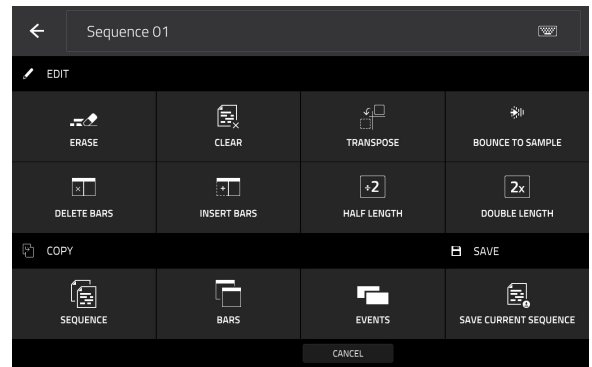 Sequence 01
EDIT
ERASE
CLEAR
TRANSPOSE
BOUNCE TO SAMPLE
÷2
2x
DELETE BARS
INSERT BARS
HALF LENGTH
DOUBLE LENGTH
COPY
SAVE
SEQUENCE
BARS
EVENTS
SAVE CURRENT SEQUENCE
CANCEL